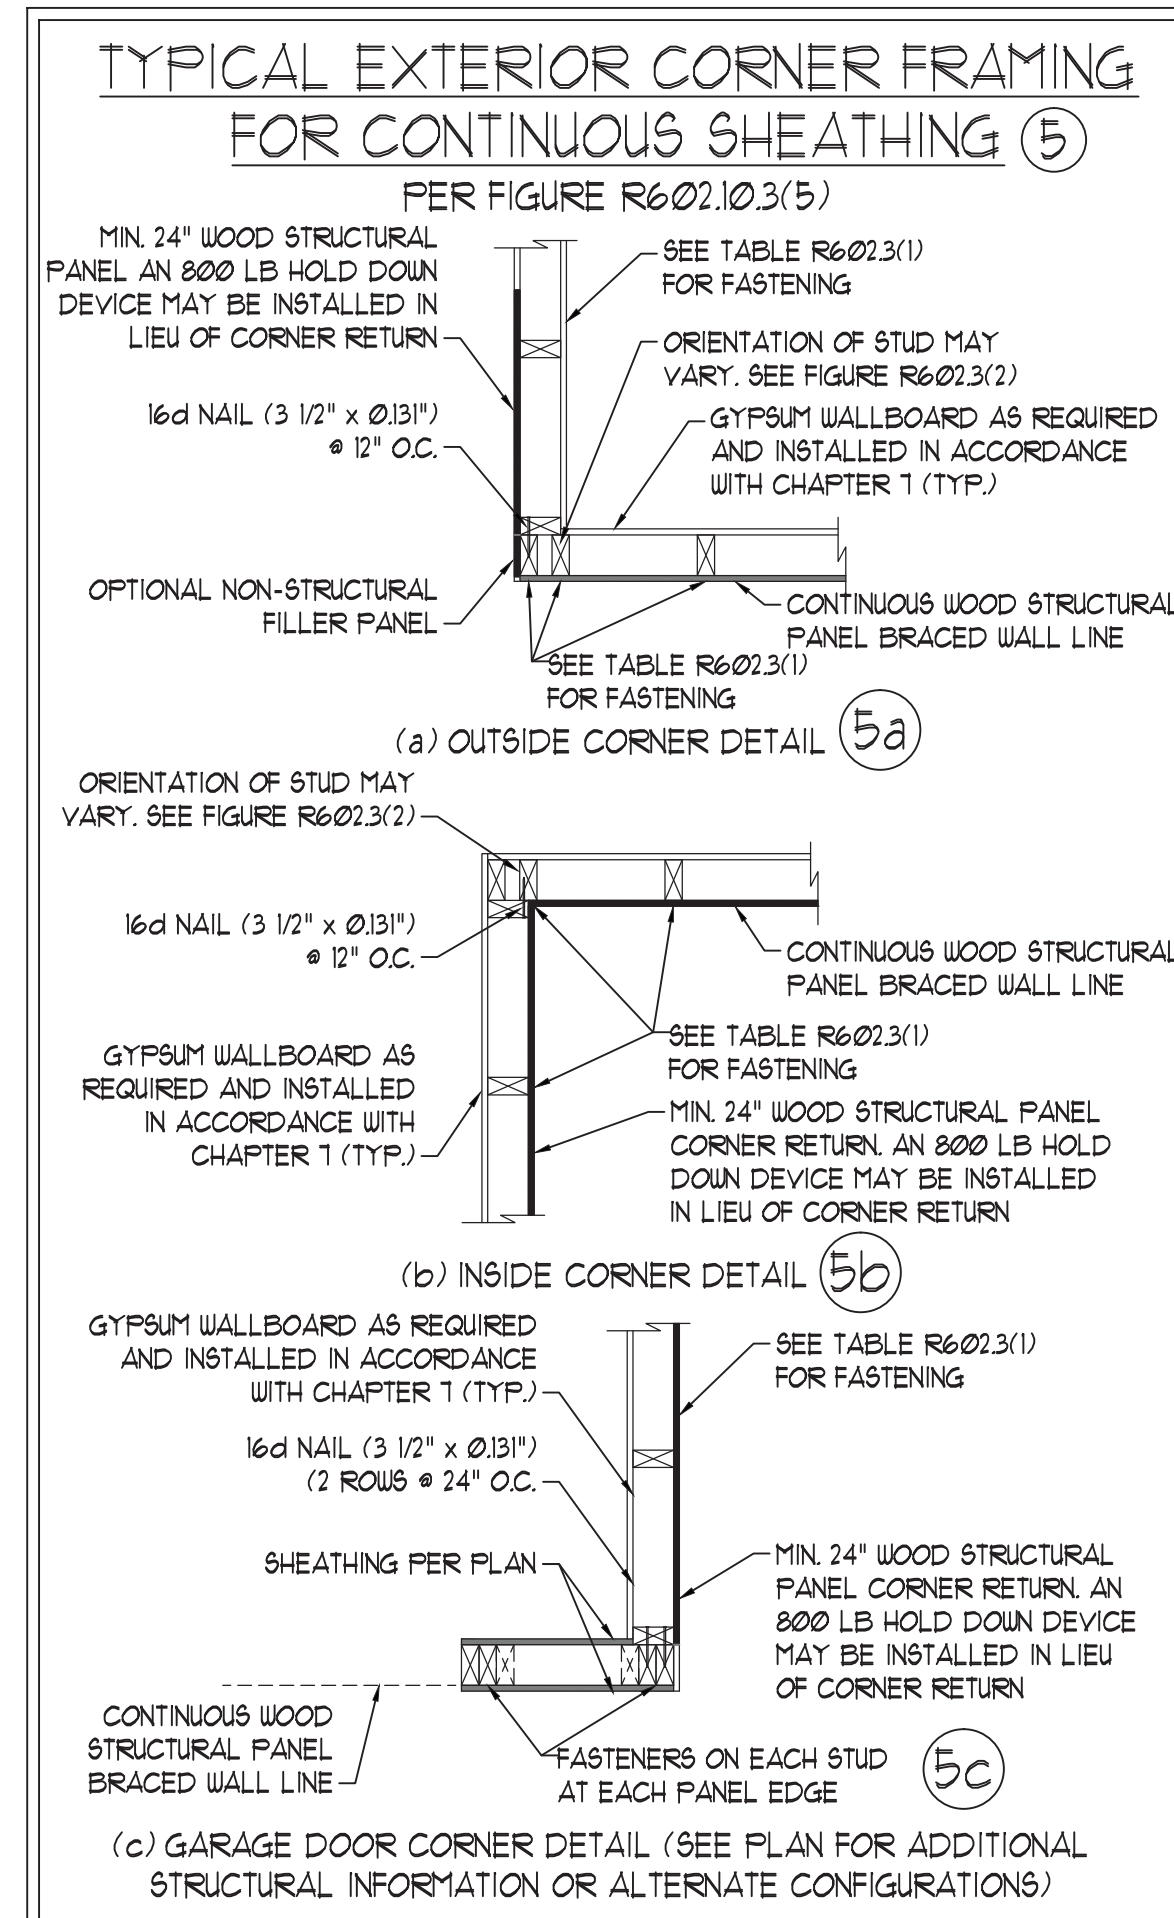 TYPICAL EXTERIOR CORNER FRAMING
FOR CONTINUOUS SHEATHING 5
PER FIGURE R602.10.3(5)
MIN. 24" WOOD STRUCTURAL
PANEL AN 800 LB HOLD DOWN
DEVICE MAY BE INSTALLED IN
LIEU OF CORNER RETURN
SEE TABLE R602.3(1)
FOR FASTENING
ORIENTATION OF STUD MAY
VARY. SEE FIGURE R602.3(2)
16d NAIL (3 1/2" x 0.131")
@ 12" O.C.
GYPSUM WALLBOARD AS REQUIRED
AND INSTALLED IN ACCORDANCE
WITH CHAPTER 7 (TYP.)
OPTIONAL NON-STRUCTURAL
FILLER PANEL
CONTINUOUS WOOD STRUCTURAL
PANEL BRACED WALL LINE
SEE TABLE R602.3(1)
FOR FASTENING
(a) OUTSIDE CORNER DETAIL 5a
ORIENTATION OF STUD MAY
VARY. SEE FIGURE R602.3(2)
16d NAIL (3 1/2" x 0.131")
@ 12" O.C.
CONTINUOUS WOOD STRUCTURAL
PANEL BRACED WALL LINE
GYPSUM WALLBOARD AS
REQUIRED AND INSTALLED
IN ACCORDANCE WITH
CHAPTER 7 (TYP.)
SEE TABLE R602.3(1)
FOR FASTENING
MIN. 24" WOOD STRUCTURAL PANEL
CORNER RETURN. AN 800 LB HOLD
DOWN DEVICE MAY BE INSTALLED
IN LIEU OF CORNER RETURN
(b) INSIDE CORNER DETAIL 5b
GYPSUM WALLBOARD AS REQUIRED
AND INSTALLED IN ACCORDANCE
WITH CHAPTER 7 (TYP.)
SEE TABLE R602.3(1)
FOR FASTENING
16d NAIL (3 1/2" x 0.131")
(2 ROWS @ 24" O.C.
SHEATHING PER PLAN
MIN. 24" WOOD STRUCTURAL
PANEL CORNER RETURN. AN
800 LB HOLD DOWN DEVICE
MAY BE INSTALLED IN LIEU
OF CORNER RETURN
CONTINUOUS WOOD
STRUCTURAL PANEL
BRACED WALL LINE
FASTENERS ON EACH STUD
AT EACH PANEL EDGE
5c
(c) GARAGE DOOR CORNER DETAIL (SEE PLAN FOR ADDITIONAL
STRUCTURAL INFORMATION OR ALTERNATE CONFIGURATIONS)